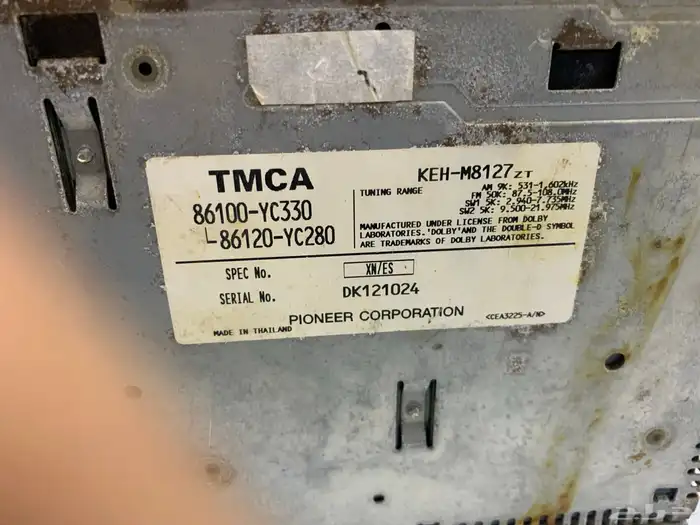 TMCA
86100-YC330
└86120-YC280
KEH-M8127ZT
TUNING RANGE
AM 9K: 531-1,602kHz
FM 50K: 87.5-108.0MHz
SW1 5K: 2.940-7.735MHz
SW2 5K: 9.500-21.975MHz
MANUFACTURED UNDER LICENSE FROM DOLBY
LABORATORIES.'DOLBY'AND THE DOUBLE-D SYMBOL
ARE TRADEMARKS OF DOLBY LABORATORIES.
SPEC No. XN/ES
SERIAL No. DK121024
PIONEER CORPORATION
MADE IN THAILAND
<CEA3225-A/N>